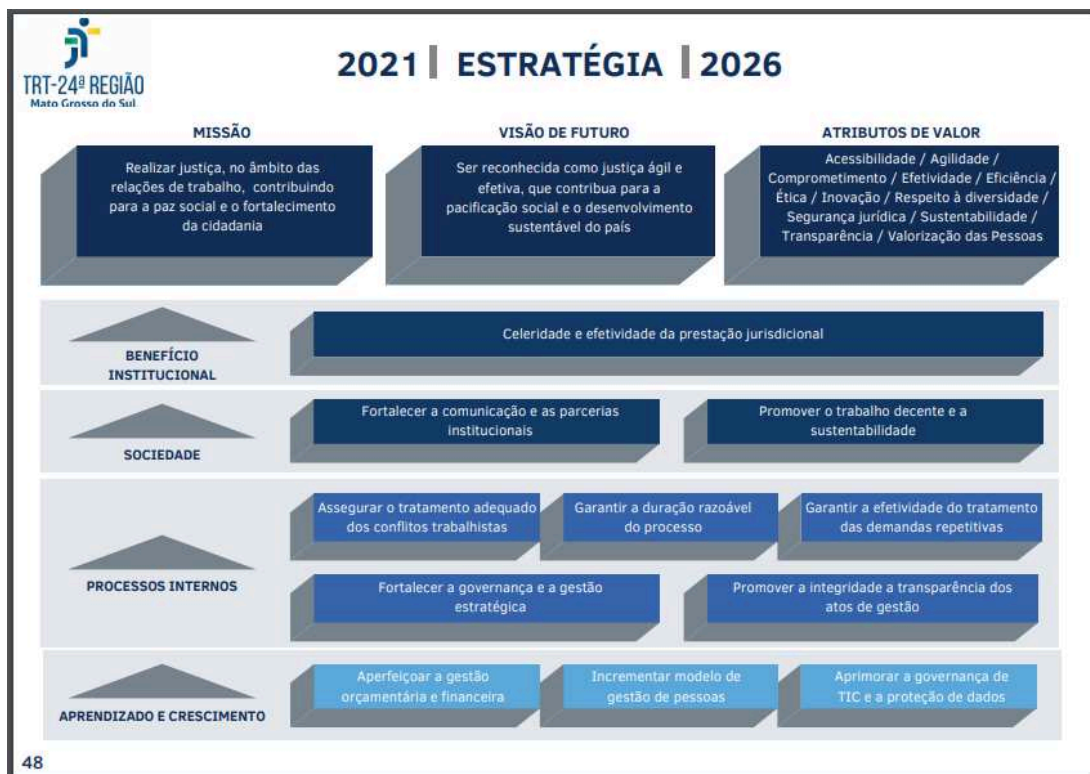 TRT-24ª REGIÃO
Mato Grosso do Sul
2021 | ESTRATÉGIA | 2026
MISSÃO
Realizar justiça, no âmbito das
relações de trabalho, contribuindo
para a paz social e o fortalecimento
da cidadania
VISÃO DE FUTURO
Ser reconhecida como justiça ágil e
efetiva, que contribua para a
pacificação social e o desenvolvimento
sustentável do país
ATRIBUTOS DE VALOR
Acessibilidade / Agilidade /
Comprometimento / Efetividade / Eficiência /
Ética / Inovação / Respeito à diversidade /
Segurança jurídica / Sustentabilidade /
Transparência / Valorização das Pessoas
BENEFÍCIO
INSTITUCIONAL
Celeridade e efetividade da prestação jurisdicional
SOCIEDADE
Fortalecer a comunicação e as parcerias
institucionais
Promover o trabalho decente e a
sustentabilidade
PROCESSOS INTERNOS
Assegurar o tratamento adequado
dos conflitos trabalhistas
Garantir a duração razoável
do processo
Garantir a efetividade do tratamento
das demandas repetitivas
Fortalecer a governança e a gestão
estratégica
Promover a integridade a transparência dos
atos de gestão
APRENDIZADO E CRESCIMENTO
Aperfeiçoar a gestão
orçamentária e financeira
Incrementar modelo de
gestão de pessoas
Aprimorar a governança de
TIC e a proteção de dados
48